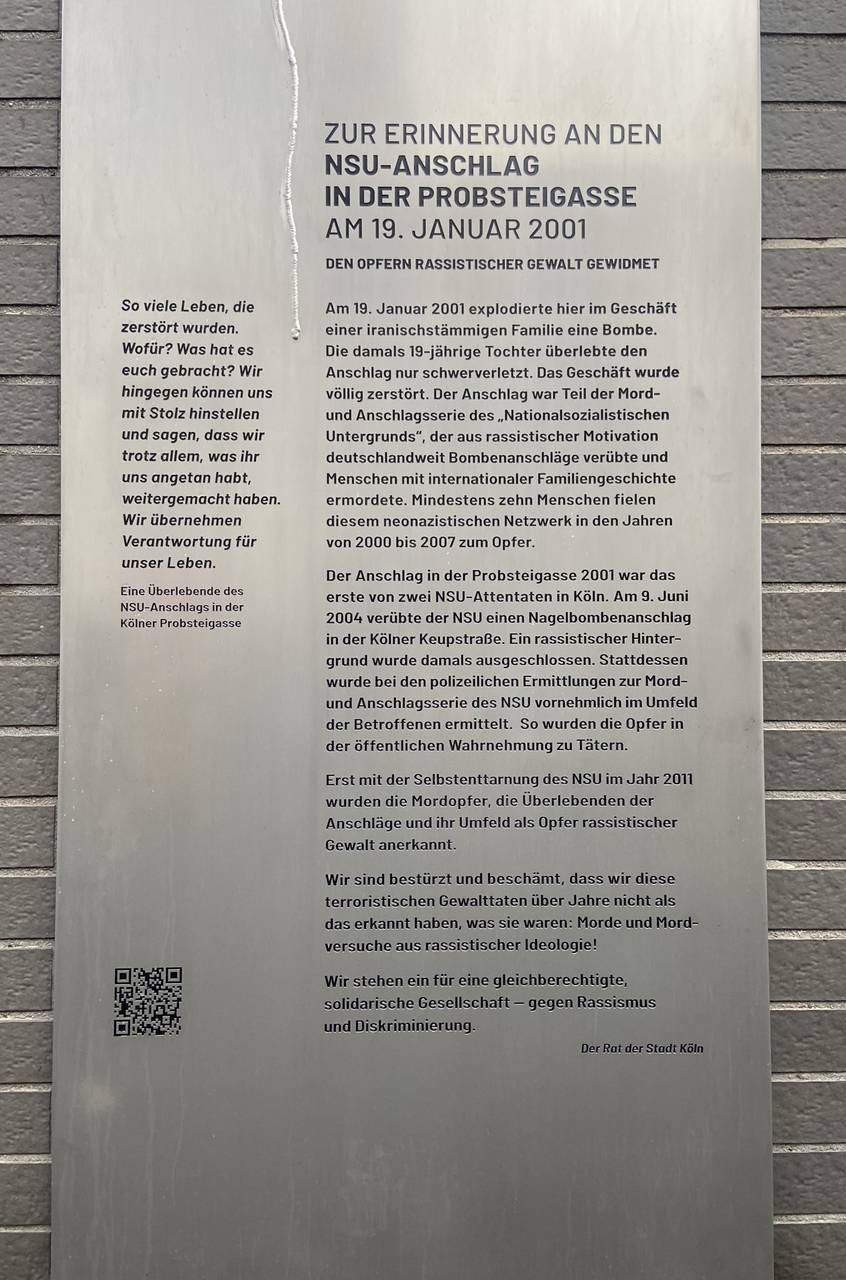 ZUR ERINNERUNG AN DEN
NSU-ANSCHLAG
IN DER PROBSTEIGASSE
AM 19. JANUAR 2001
DEN OPFERN RASSISTISCHER GEWALT GEWIDMET
So viele Leben, die
zerstört wurden.
Wofür? Was hat es
euch gebracht? Wir
hingegen können uns
mit Stolz hinstellen
und sagen, dass wir
trotz allem, was ihr
uns angetan habt,
weitergemacht haben.
Wir übernehmen
Verantwortung für
unser Leben.
Eine Überlebende des
NSU-Anschlags in der
Kölner Probsteigasse
Am 19. Januar 2001 explodierte hier im Geschäft
einer iranischstämmigen Familie eine Bombe.
Die damals 19-jährige Tochter überlebte den
Anschlag nur schwerverletzt. Das Geschäft wurde
völlig zerstört. Der Anschlag war Teil der Mord-
und Anschlagsserie des „Nationalsozialistischen
Untergrunds“, der aus rassistischer Motivation
deutschlandweit Bombenanschläge verübte und
Menschen mit internationaler Familiengeschichte
ermordete. Mindestens zehn Menschen fielen
diesem neonazistischen Netzwerk in den Jahren
von 2000 bis 2007 zum Opfer.
Der Anschlag in der Probsteigasse 2001 war das
erste von zwei NSU-Attentaten in Köln. Am 9. Juni
2004 verübte der NSU einen Nagelbombenanschlag
in der Kölner Keupstraße. Ein rassistischer Hinter-
grund wurde damals ausgeschlossen. Stattdessen
wurde bei den polizeilichen Ermittlungen zur Mord-
und Anschlagsserie des NSU vornehmlich im Umfeld
der Betroffenen ermittelt. So wurden die Opfer in
der öffentlichen Wahrnehmung zu Tätern.
Erst mit der Selbstenttarnung des NSU im Jahr 2011
wurden die Mordopfer, die Überlebenden der
Anschläge und ihr Umfeld als Opfer rassistischer
Gewalt anerkannt.
Wir sind bestürzt und beschämt, dass wir diese
terroristischen Gewalttaten über Jahre nicht als
das erkannt haben, was sie waren: Morde und Mord-
versuche aus rassistischer Ideologie!
Wir stehen ein für eine gleichberechtigte,
solidarische Gesellschaft – gegen Rassismus
und Diskriminierung.
Der Rat der Stadt Köln